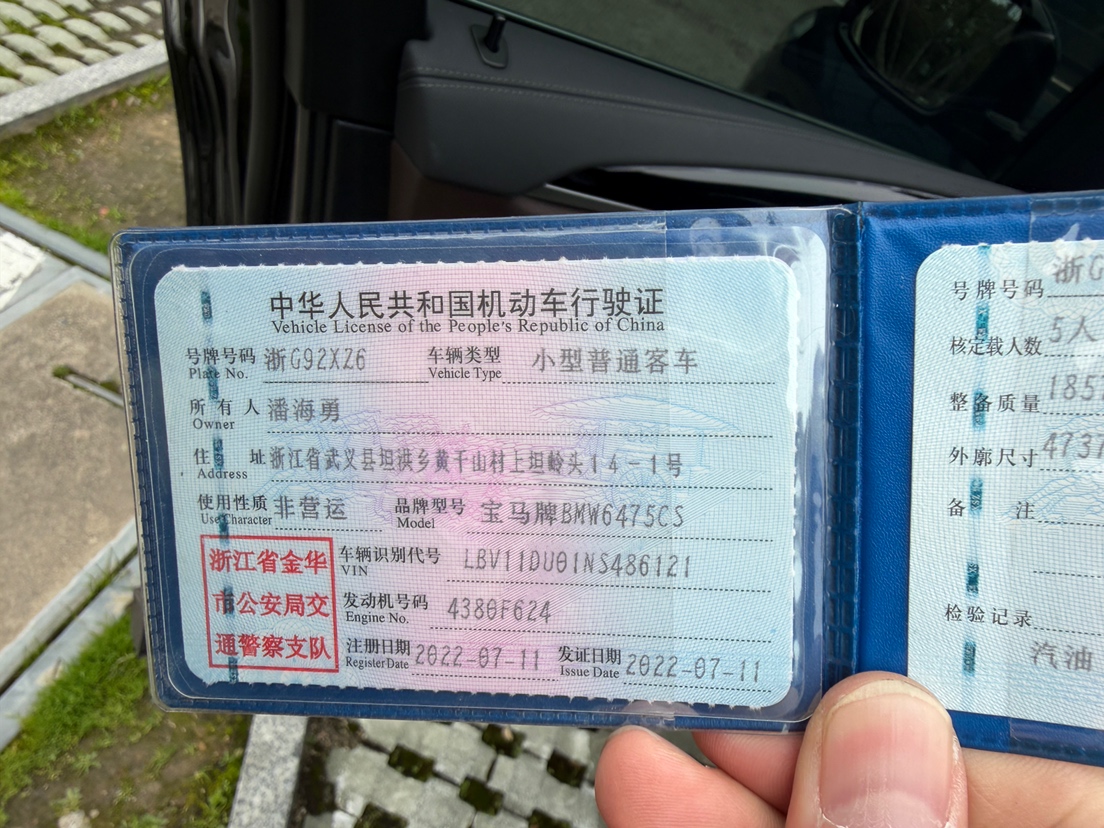 中华人民共和国机动车行驶证
Vehicle License of the People's Republic of China
号牌号码 浙G92XZ6 车辆类型 小型普通客车
Plate No. Vehicle Type
所有人 潘海勇
Owner
住址 浙江省武义县坦洪乡黄干山村上坦岭头14-1号
Address
使用性质 非营运 品牌型号 宝马牌BMW6475CS
Use Character Model
车辆识别代号 LBV11DU01NS486121
VIN
发动机号码 4380F624
Engine No.
注册日期 2022-07-11 发证日期 2022-07-11
Register Date Issue Date
浙江省金华
市公安局交
通警察支队
号牌号码 浙G
核定载人数 5人
整备质量 185
外廓尺寸 4737
备注
检验记录
汽油